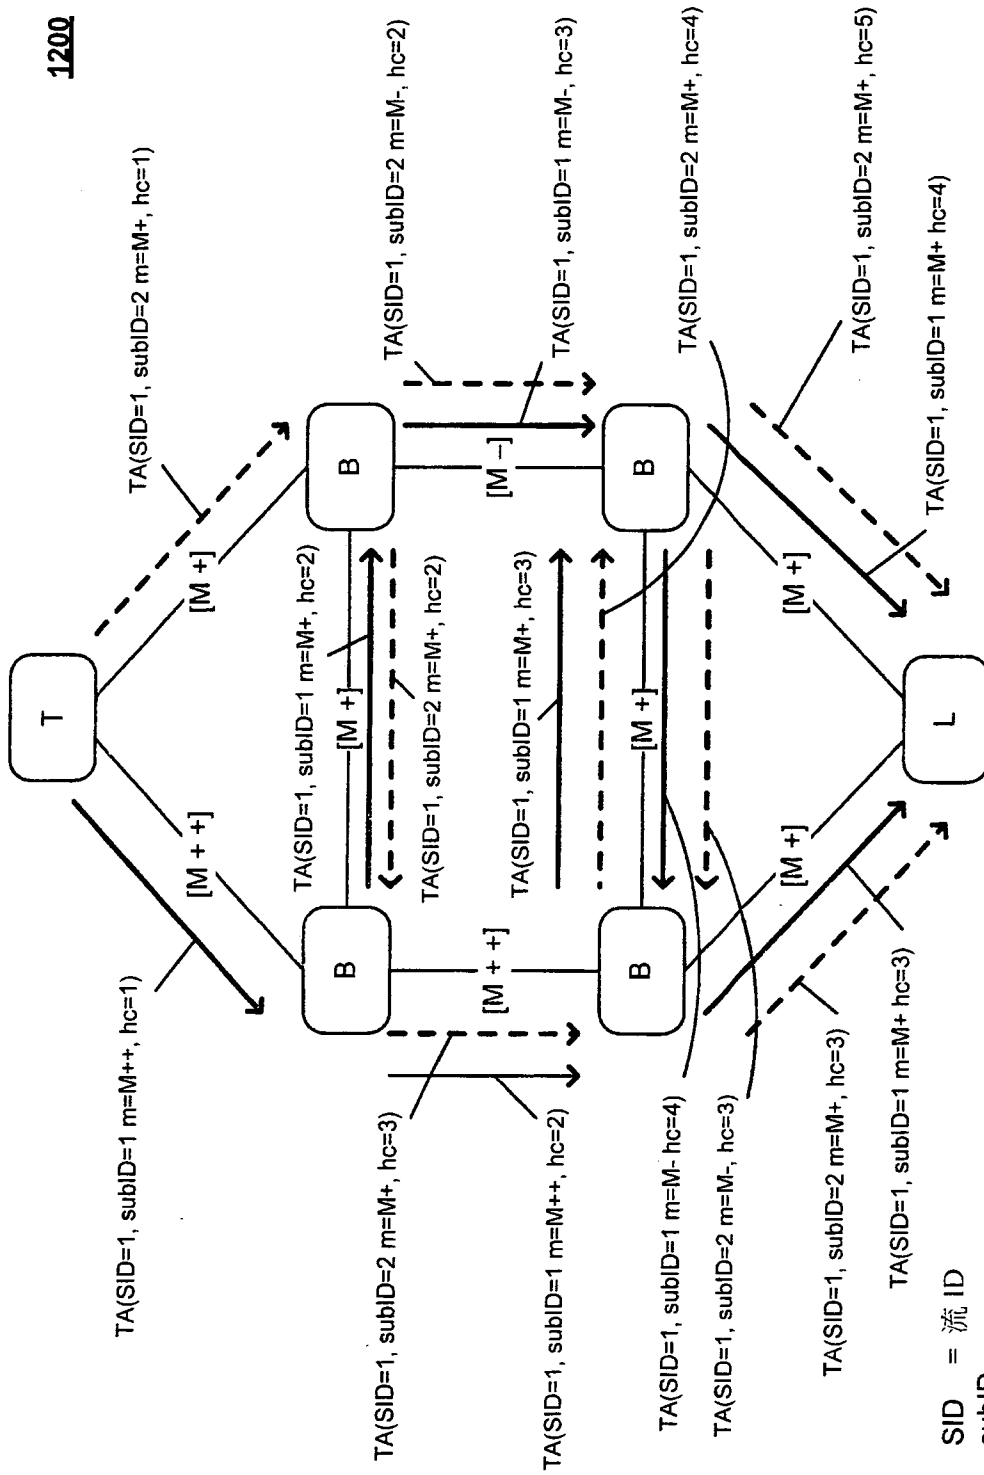 1200
T
TA(SID=1, subID=1 m=M++, hc=1)
TA(SID=1, subID=2 m=M+, hc=1)
[M + +]
[M +]
TA(SID=1, subID=1 m=M+, hc=2)
B
[M +]
B
TA(SID=1, subID=2 m=M+, hc=3)
TA(SID=1, subID=2 m=M-, hc=2)
TA(SID=1, subID=2 m=M+, hc=2)
[M + +]
[M –]
TA(SID=1, subID=1 m=M+, hc=3)
TA(SID=1, subID=1 m=M++, hc=2)
TA(SID=1, subID=1 m=M-, hc=3)
B
[M +]
B
TA(SID=1, subID=1 m=M- hc=4)
TA(SID=1, subID=2 m=M+, hc=4)
TA(SID=1, subID=2 m=M-, hc=3)
[M +]
[M +]
TA(SID=1, subID=2 m=M+, hc=3)
TA(SID=1, subID=2 m=M+, hc=5)
TA(SID=1, subID=1 m=M+ hc=3)
TA(SID=1, subID=1 m=M+ hc=4)
L
SID = 流 ID